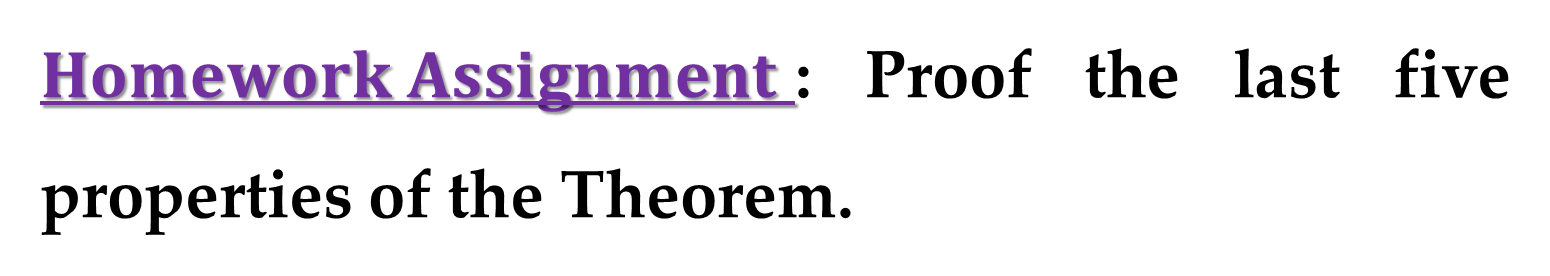 Homework Assignment : Proof the last five
properties of the Theorem.